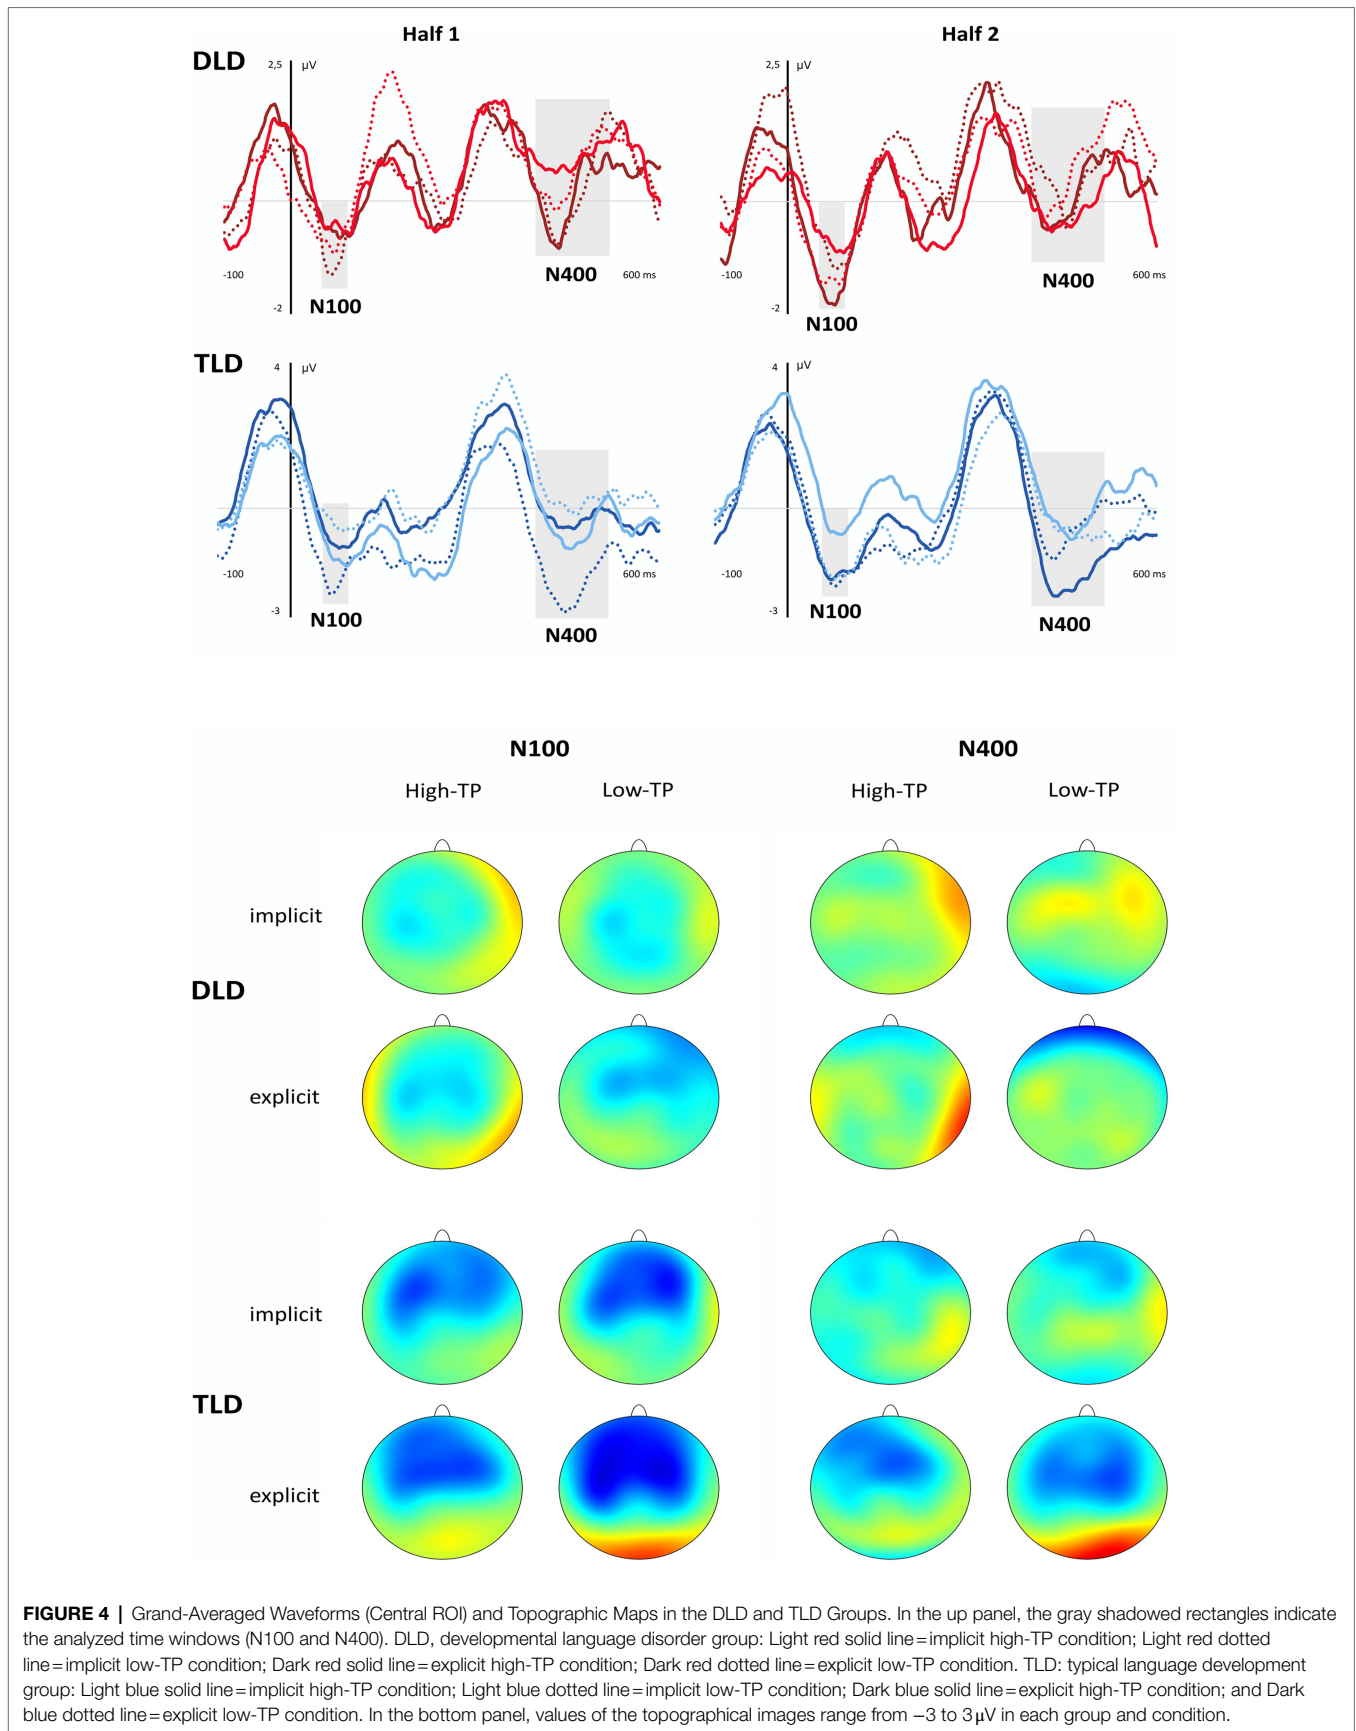 Half 1
Half 2
DLD
2,5
µV
2,5
µV
-100
N400
600 ms
-2
N100
-100
N400
600 ms
-2
N100
TLD
4
µV
4
µV
-100
600 ms
-3
N100
N400
-100
600 ms
-3
N100
N400
N100
N400
High-TP
Low-TP
High-TP
Low-TP
implicit
DLD
explicit
implicit
TLD
explicit
FIGURE 4 | Grand-Averaged Waveforms (Central ROI) and Topographic Maps in the DLD and TLD Groups. In the up panel, the gray shadowed rectangles indicate
the analyzed time windows (N100 and N400). DLD, developmental language disorder group: Light red solid line=implicit high-TP condition; Light red dotted
line=implicit low-TP condition; Dark red solid line=explicit high-TP condition; Dark red dotted line=explicit low-TP condition. TLD: typical language development
group: Light blue solid line=implicit high-TP condition; Light blue dotted line=implicit low-TP condition; Dark blue solid line=explicit high-TP condition; and Dark
blue dotted line=explicit low-TP condition. In the bottom panel, values of the topographical images range from −3 to 3μV in each group and condition.